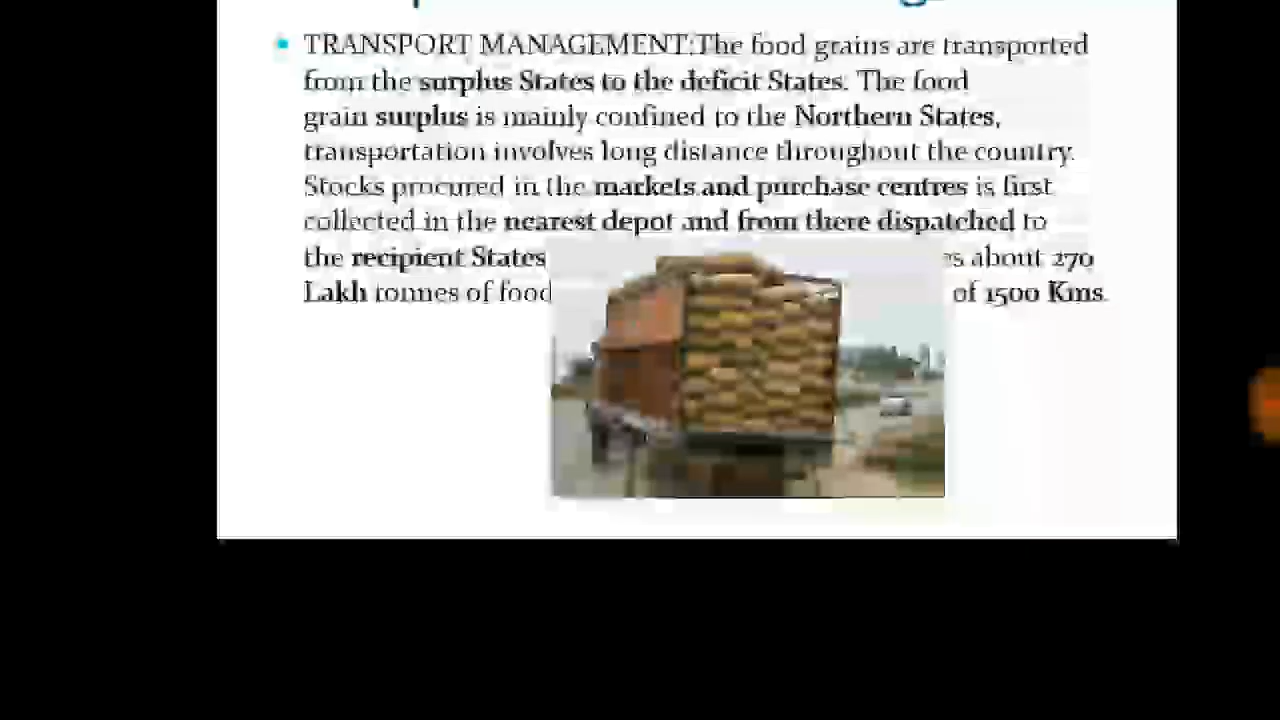 TRANSPORT MANAGEMENT:The food grains are transported
from the surplus States to the deficit States. The food
grain surplus is mainly confined to the Northern States,
transportation involves long distance throughout the country.
Stocks procured in the markets and purchase centres is first
collected in the nearest depot and from there dispatched to
the recipient States about 270
Lakh tonnes of food of 1500 Kms.